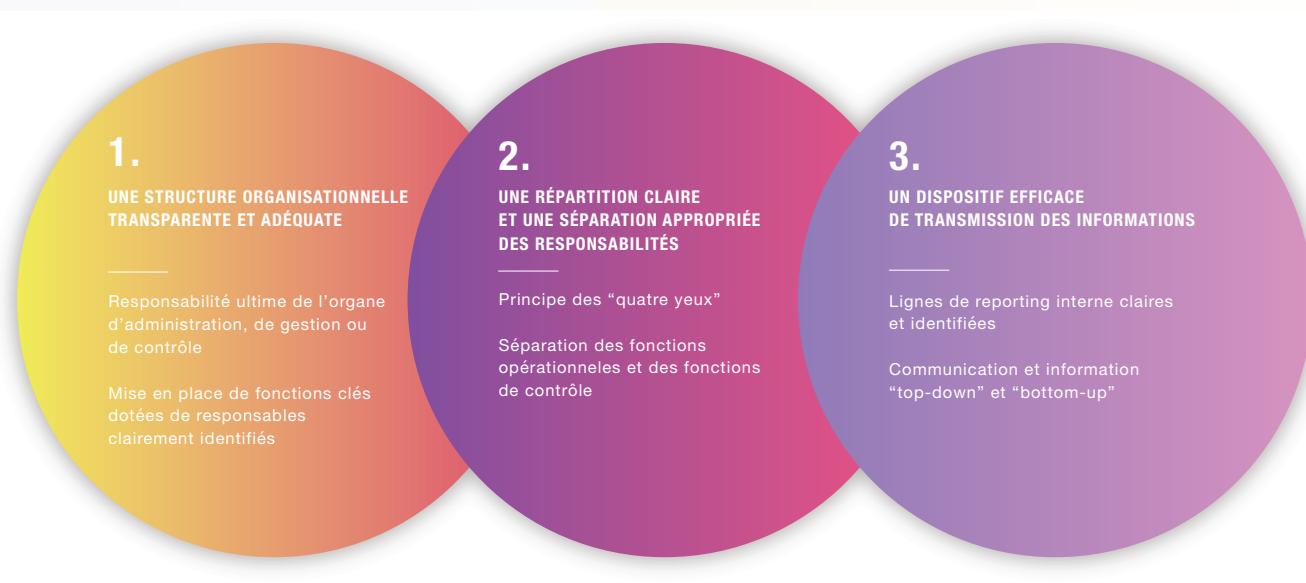 1.
UNE STRUCTURE ORGANISATIONNELLE
TRANSPARENTE ET ADÉQUATE
Responsabilité ultime de l’organe
d’administration, de gestion ou
de contrôle
Mise en place de fonctions clés
dotées de responsables
clairement identifiés
2.
UNE RÉPARTITION CLAIRE
ET UNE SÉPARATION APPROPRIÉE
DES RESPONSABILITÉS
Principe des “quatre yeux”
Séparation des fonctions
opérationneles et des fonctions
de contrôle
3.
UN DISPOSITIF EFFICACE
DE TRANSMISSION DES INFORMATIONS
Lignes de reporting interne claires
et identifiées
Communication et information
“top-down” et “bottom-up”